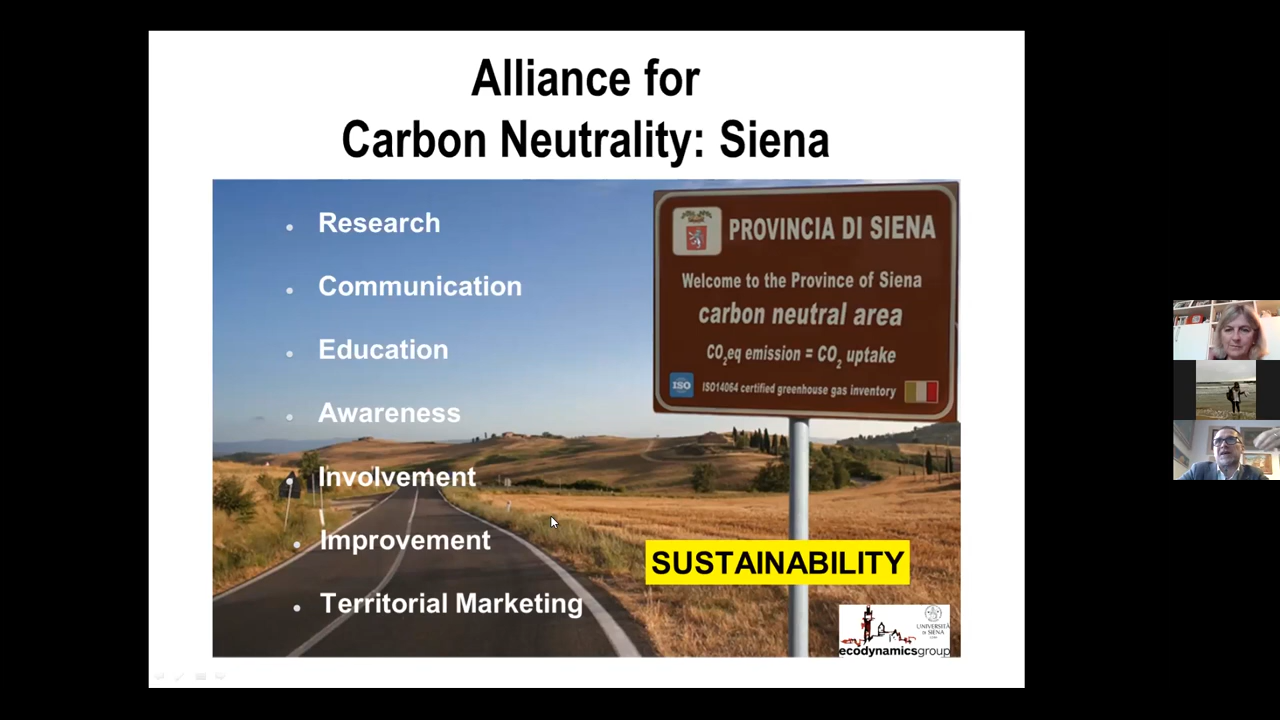 Alliance for
Carbon Neutrality: Siena
Research
Communication
Education
Awareness
Involvement
Improvement
Territorial Marketing
PROVINCIA DI SIENA
Welcome to the Province of Siena
carbon neutral area
CO₂eq emission = CO₂ uptake
ISO
ISO14064 certified greenhouse gas inventory
SUSTAINABILITY
UNIVERSITÀ
DI SIENA
ecodynamicsgroup